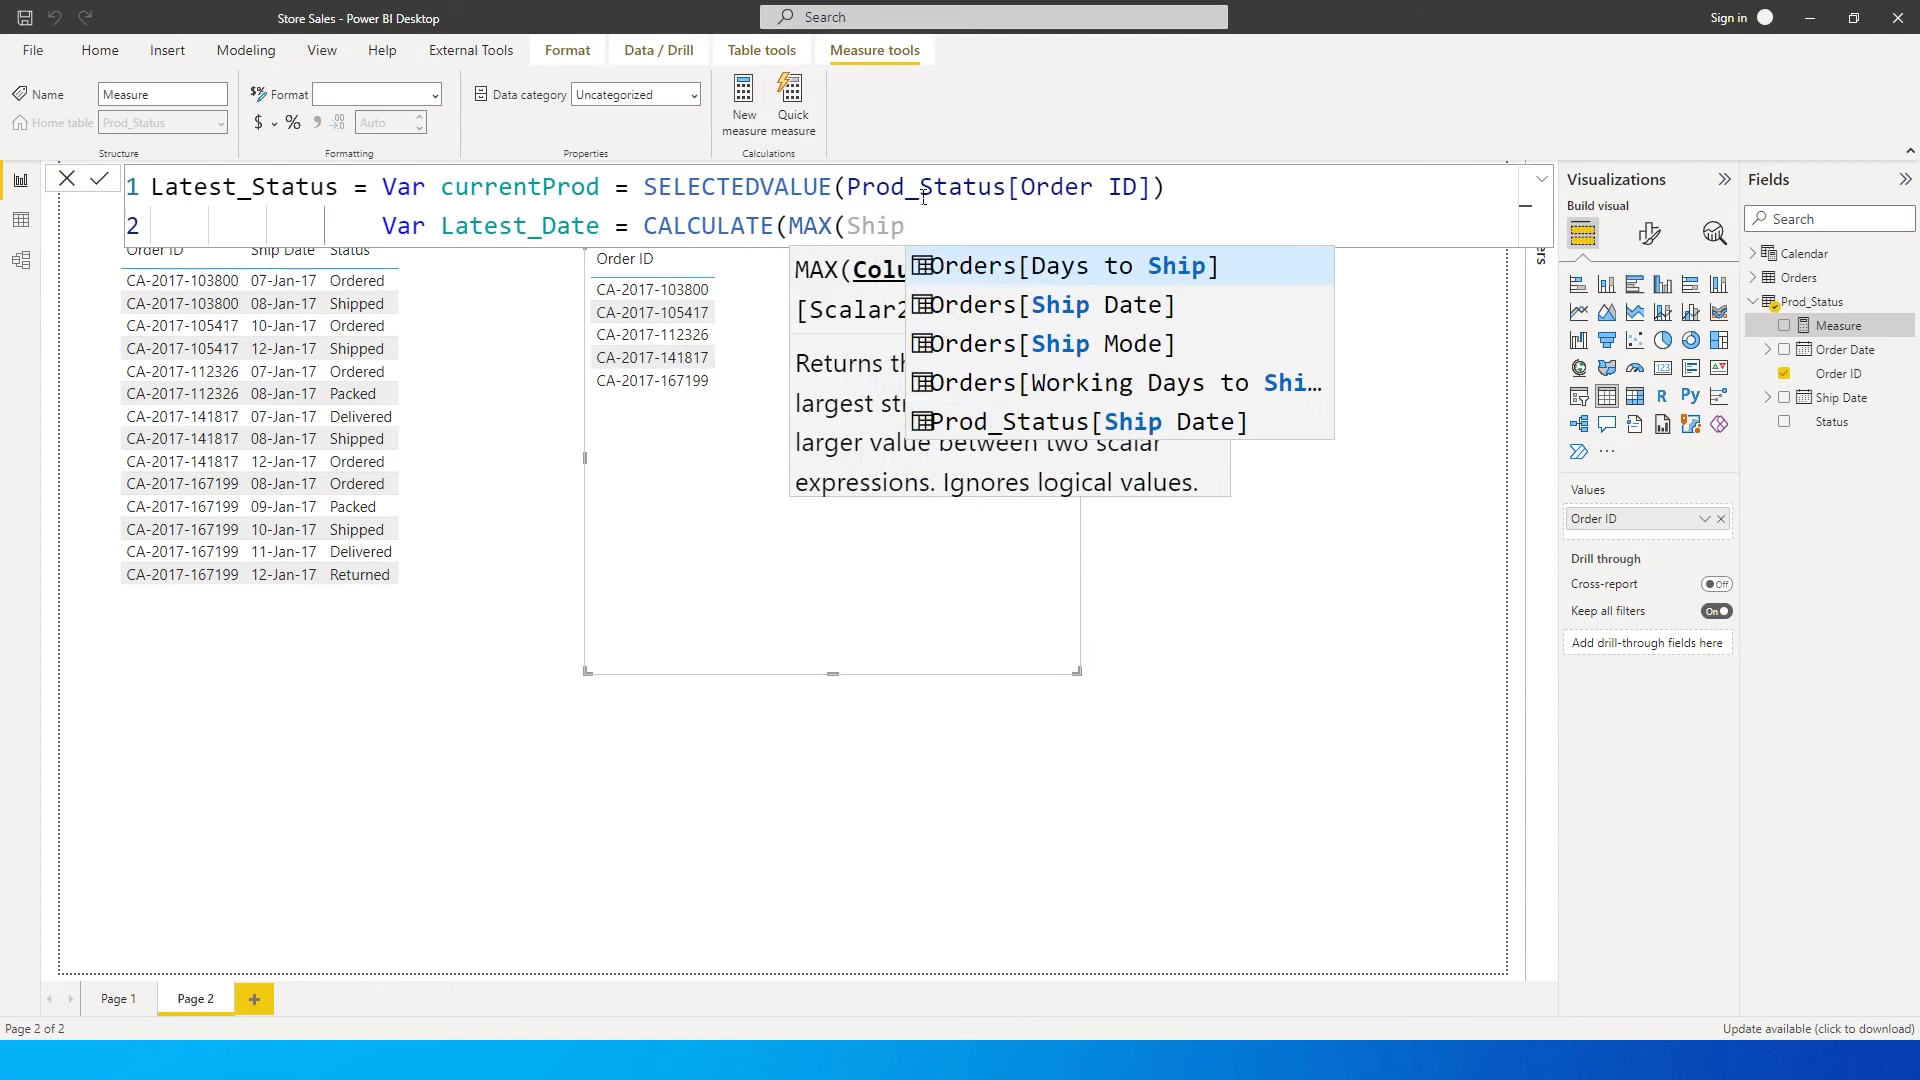 Store Sales - Power BI Desktop
Search
Sign in
File Home Insert Modeling View Help External Tools Format Data / Drill Table tools Measure tools
Name Measure
Home table Prod_Status
Structure
Format
$ % Auto
Formatting
Data category Uncategorized
Properties
New measure
Quick measure
Calculations
1 Latest_Status = Var currentProd = SELECTEDVALUE(Prod_Status[Order ID])
2 Var Latest_Date = CALCULATE(MAX(Ship
Orders[Days to Ship]
Orders[Ship Date]
Orders[Ship Mode]
Orders[Working Days to Shi...
Prod_Status[Ship Date]
MAX(Colu
[Scalar2
Returns th
largest str
larger value between two scalar
expressions. Ignores logical values.
Order ID Ship Date Status
CA-2017-103800 07-Jan-17 Ordered
CA-2017-103800 08-Jan-17 Shipped
CA-2017-105417 10-Jan-17 Ordered
CA-2017-105417 12-Jan-17 Shipped
CA-2017-112326 07-Jan-17 Ordered
CA-2017-112326 08-Jan-17 Packed
CA-2017-141817 07-Jan-17 Delivered
CA-2017-141817 08-Jan-17 Shipped
CA-2017-141817 12-Jan-17 Ordered
CA-2017-167199 08-Jan-17 Ordered
CA-2017-167199 09-Jan-17 Packed
CA-2017-167199 10-Jan-17 Shipped
CA-2017-167199 11-Jan-17 Delivered
CA-2017-167199 12-Jan-17 Returned
Order ID
CA-2017-103800
CA-2017-105417
CA-2017-112326
CA-2017-141817
CA-2017-167199
Visualizations
Build visual
123
R Py
Values
Order ID
Drill through
Cross-report Off
Keep all filters On
Add drill-through fields here
Fields
Search
Calendar
Orders
Prod_Status
Measure
Order Date
Order ID
Ship Date
Status
Page 1 Page 2
Page 2 of 2
Update available (click to download)